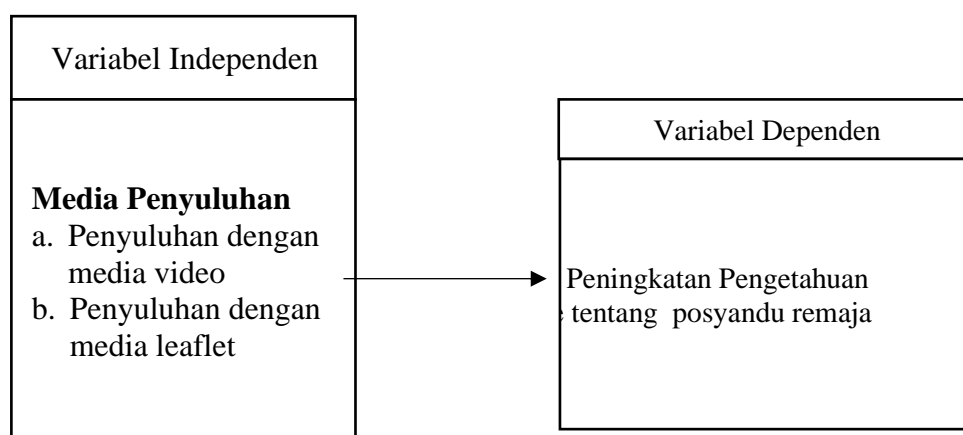 Variabel Independen
Media Penyuluhan
a. Penyuluhan dengan
media video
b. Penyuluhan dengan
media leaflet
Variabel Dependen
Peningkatan Pengetahuan
tentang posyandu remaja